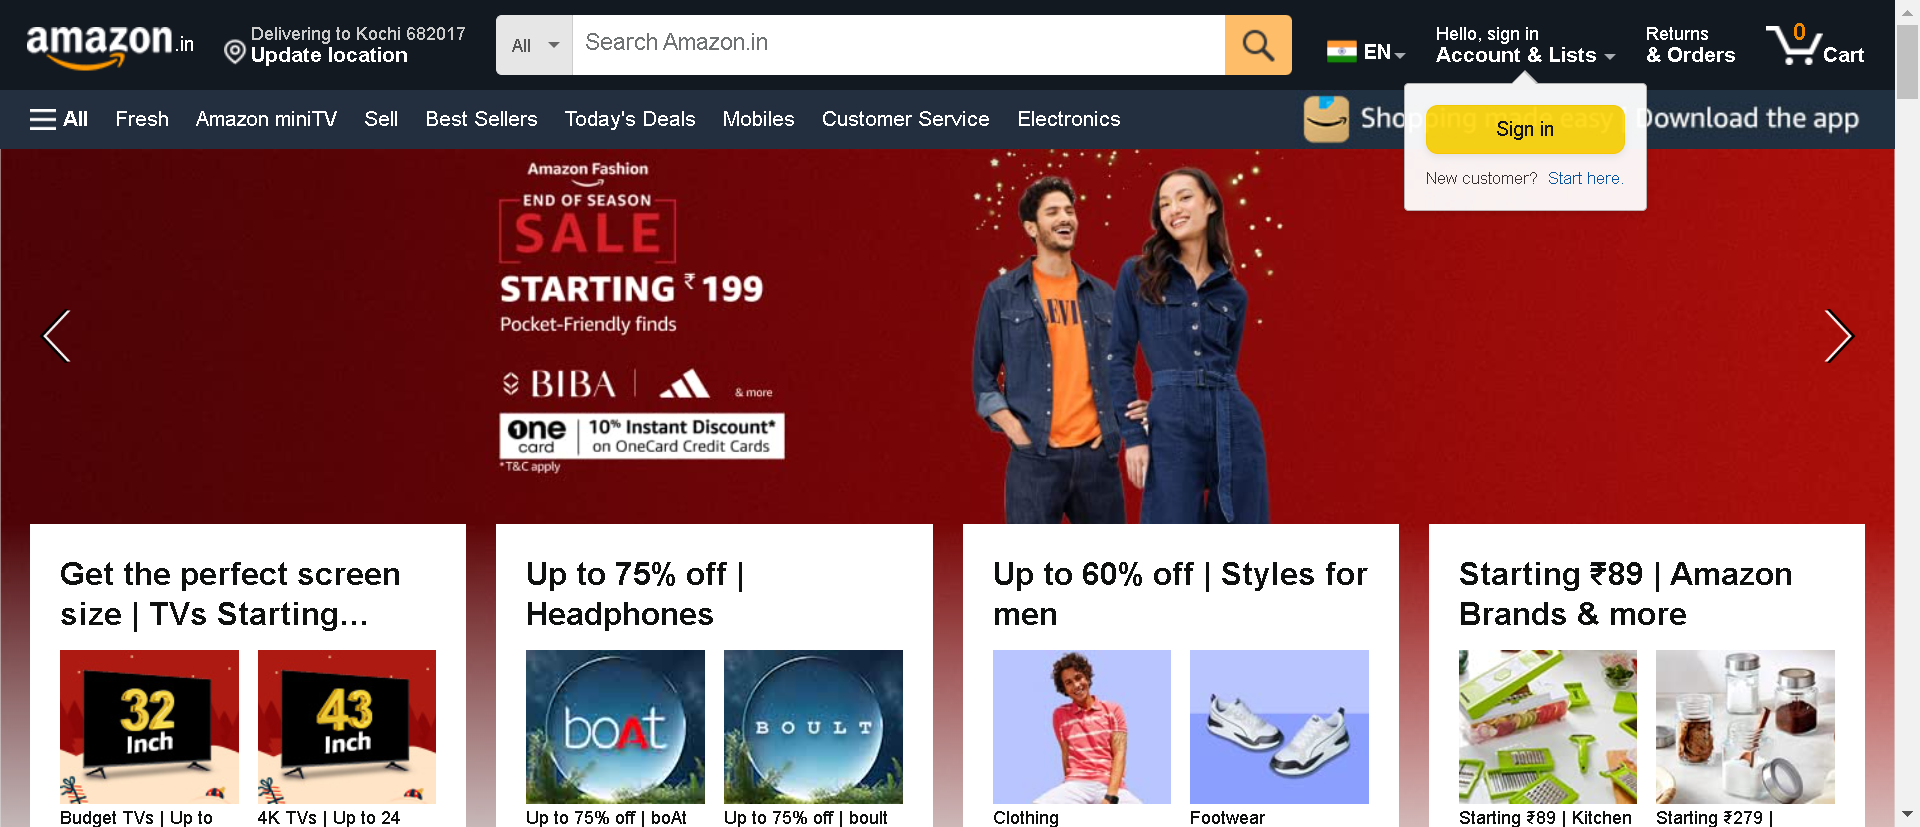 amazon.in
Delivering to Kochi 682017
Update location
All
Search Amazon.in
EN
Hello, sign in
Account & Lists
Returns
& Orders
0
Cart
All
Fresh
Amazon miniTV
Sell
Best Sellers
Today's Deals
Mobiles
Customer Service
Electronics
Shopping made easy | Download the app
Sign in
New customer? Start here.
Amazon Fashion
END OF SEASON
SALE
STARTING ₹199
Pocket-Friendly finds
BIBA
& more
one
card
10% Instant Discount*
on OneCard Credit Cards
*T&C apply
LEVI
Get the perfect screen
size | TVs Starting...
32
Inch
43
Inch
Budget TVs | Up to
4K TVs | Up to 24
Up to 75% off |
Headphones
boAt
BOULT
Up to 75% off | boAt
Up to 75% off | boult
Up to 60% off | Styles for
men
Clothing
Footwear
Starting ₹89 | Amazon
Brands & more
Starting ₹89 | Kitchen
Starting ₹279 |